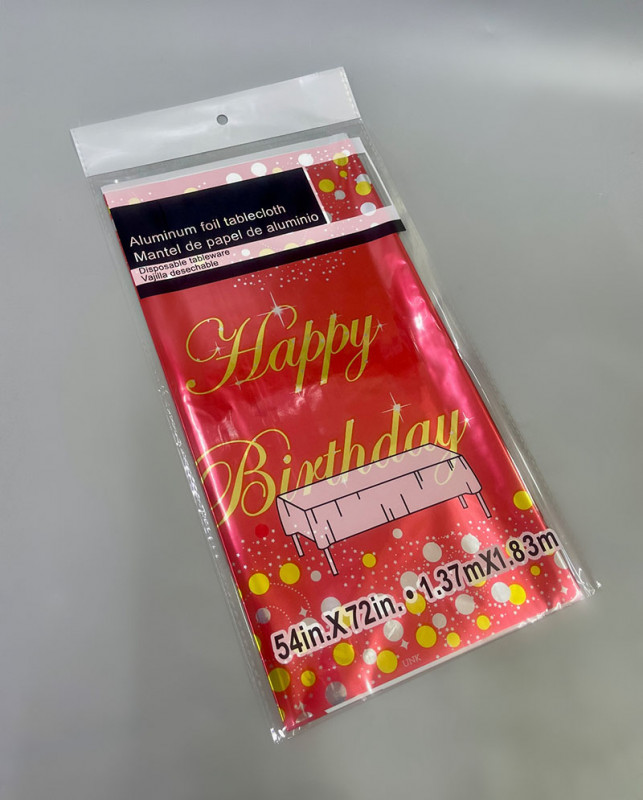 Aluminum foil tablecloth
Mantel de papel de aluminio
Disposable tableware
Vajilla desechable
Happy
Birthday
54in.X72in. • 1.37mX1.83m